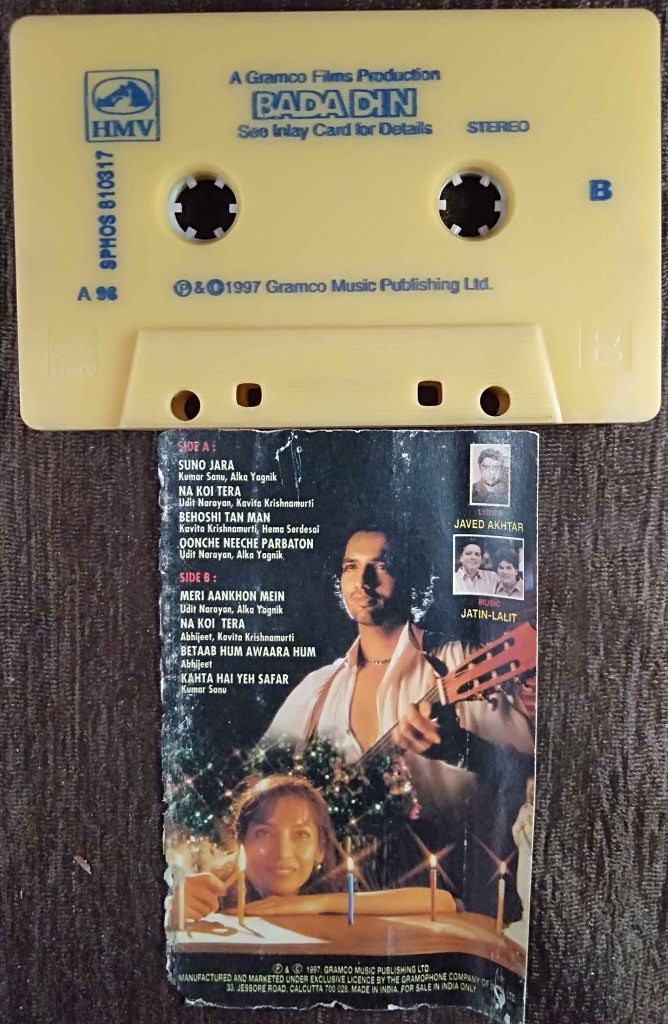 A Gramco Films Production
BADA DIN
See Inlay Card for Details
STEREO
HMV
SPHOS 810317
B
A 98
Ⓟ&©1997 Gramco Music Publishing Ltd.
HMV
SIDE A :
SUNO JARA
Kumar Sanu, Alka Yagnik
NA KOI TERA
Udit Narayan, Kavita Krishnamurti
BEHOSHI TAN MAN
Kavita Krishnamurti, Hema Serdesai
OONCHE NEECHE PARBATON
Udit Narayan, Alka Yagnik
SIDE B :
MERI AANKHON MEIN
Udit Narayan, Alka Yagnik
NA KOI TERA
Abhijeet, Kavita Krishnamurti
BETAAB HUM AWAARA HUM
Abhijeet
KAHTA HAI YEH SAFAR
Kumar Sanu
LYRICS
JAVED AKHTAR
MUSIC
JATIN-LALIT
Ⓟ & © 1997, GRAMCO MUSIC PUBLISHING LTD.
MANUFACTURED AND MARKETED UNDER EXCLUSIVE LICENCE BY THE GRAMOPHONE COMPANY OF LTD.
33, JESSORE ROAD, CALCUTTA 700 028. MADE IN INDIA. FOR SALE IN INDIA ONLY